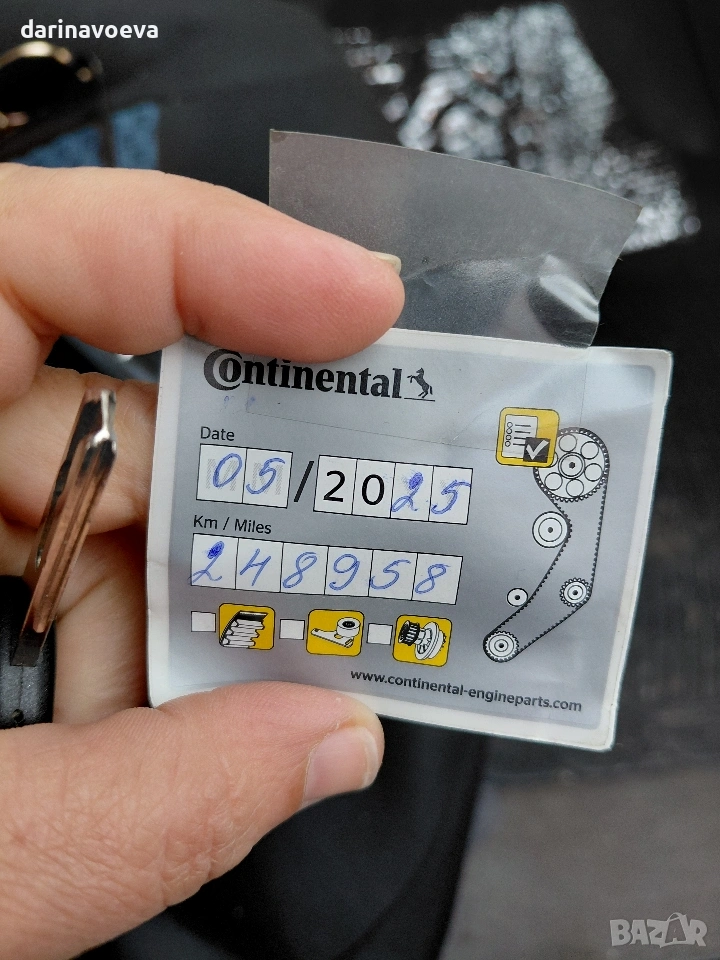 darinavoeva
Continental
Date
05/2025
Km / Miles
248958
www.continental-engineparts.com
BAZAR